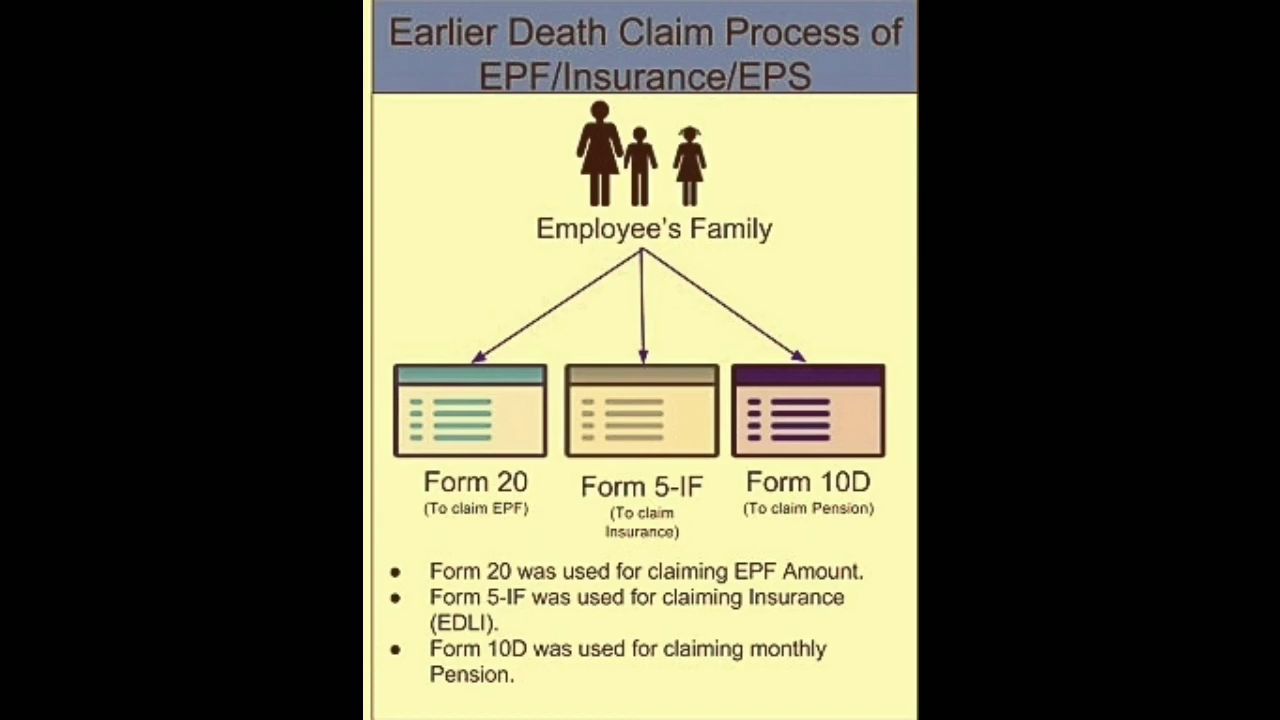 Earlier Death Claim Process of
EPF/Insurance/EPS
Employee's Family
Form 20
(To claim EPF)
Form 5-IF
(To claim
Insurance)
Form 10D
(To claim Pension)
● Form 20 was used for claiming EPF Amount.
● Form 5-IF was used for claiming Insurance
(EDLI).
● Form 10D was used for claiming monthly
Pension.